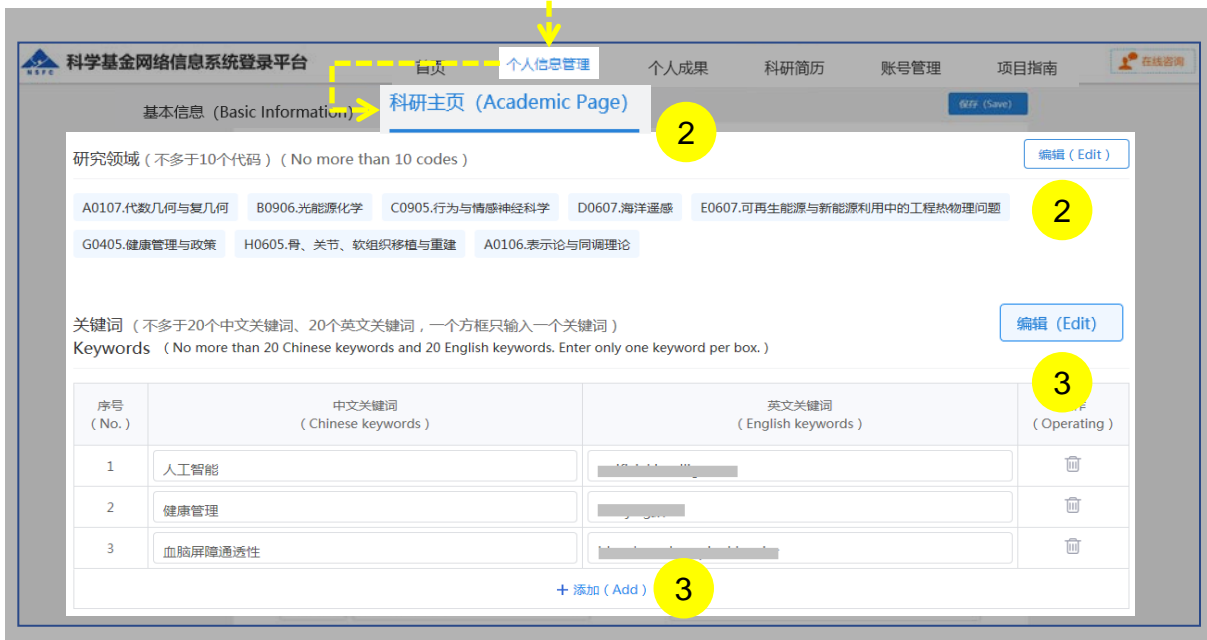 NSFC 科学基金网络信息系统登录平台 首页 个人信息管理 个人成果 科研简历 账号管理 项目指南 在线咨询
基本信息（Basic Information） 科研主页（Academic Page） 保存（Save）
2
研究领域（不多于10个代码）（No more than 10 codes） 编辑（Edit）
A0107.代数几何与复几何 B0906.光能源化学 C0905.行为与情感神经科学 D0607.海洋遥感 E0607.可再生能源与新能源利用中的工程热物理问题
2
G0405.健康管理与政策 H0605.骨、关节、软组织移植与重建 A0106.表示论与同调理论
关键词（不多于20个中文关键词、20个英文关键词，一个方框只输入一个关键词） 编辑（Edit）
Keywords （No more than 20 Chinese keywords and 20 English keywords. Enter only one keyword per box.）
3
序号 中文关键词 英文关键词
（No.） （Chinese keywords） （English keywords） （Operating）
1 人工智能
2 健康管理
3 血脑屏障通透性
+ 添加（Add） 3